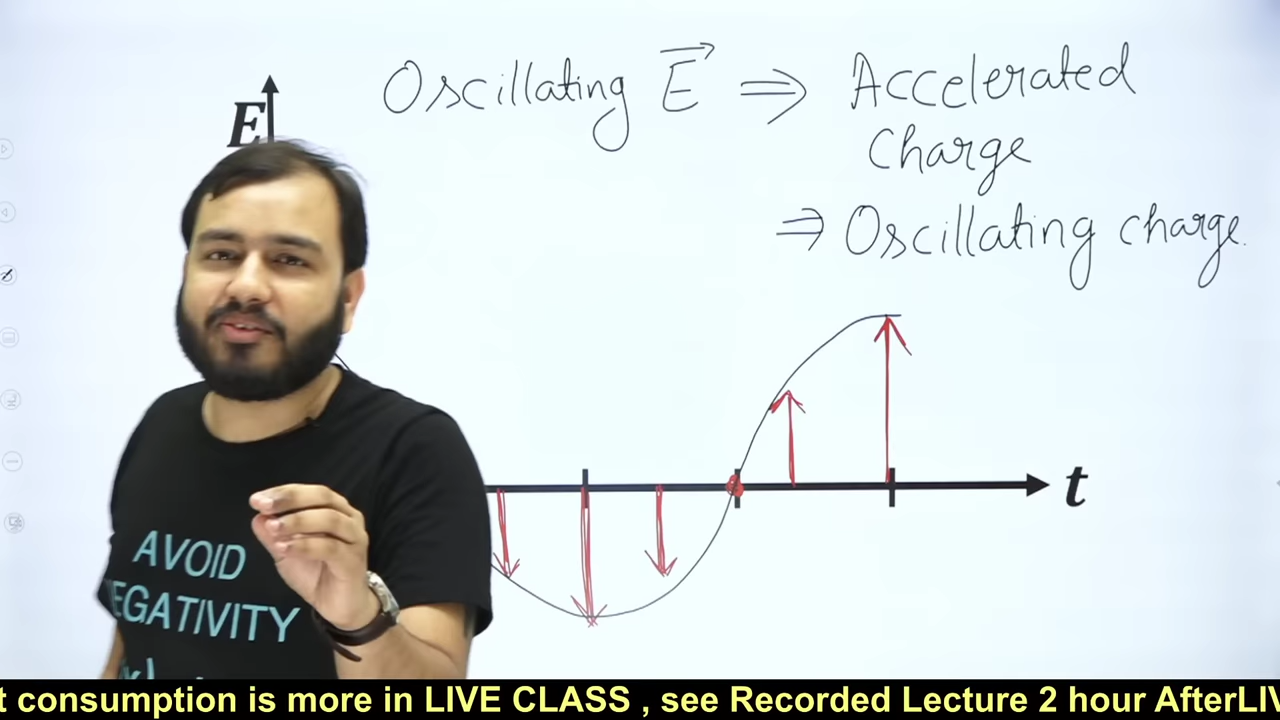 Oscillating E ⇒ Accelerated
charge
⇒ Oscillating charge.
E
t
AVOID
EGATIVITY
t consumption is more in LIVE CLASS , see Recorded Lecture 2 hour AfterLIV